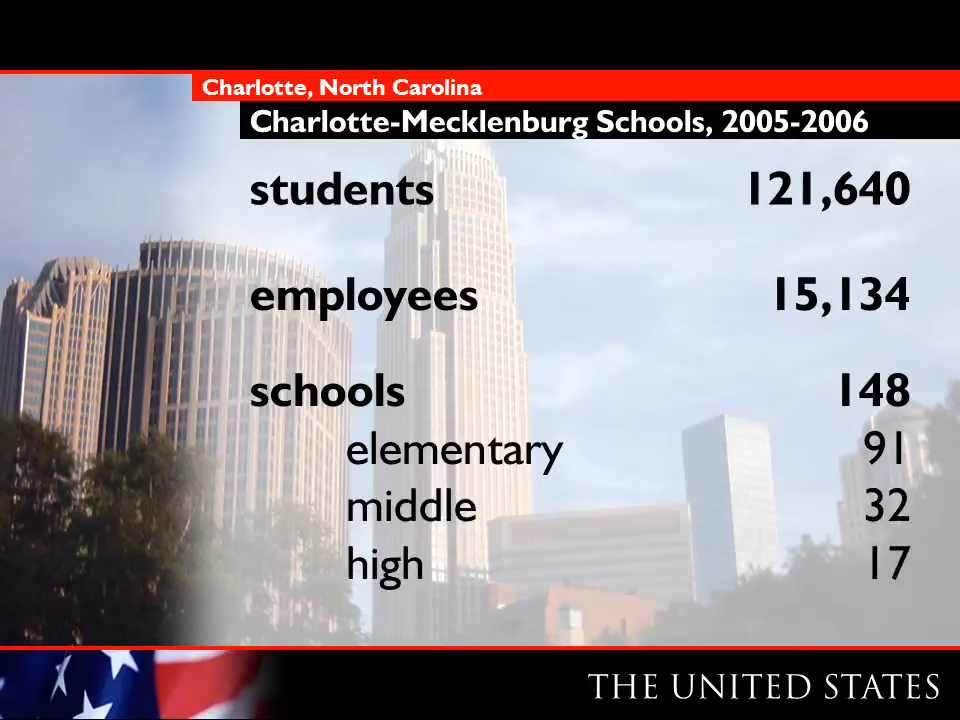 Charlotte, North Carolina
Charlotte-Mecklenburg Schools, 2005-2006
students 121,640
employees 15,134
schools 148
elementary 91
middle 32
high 17
THE UNITED STATES